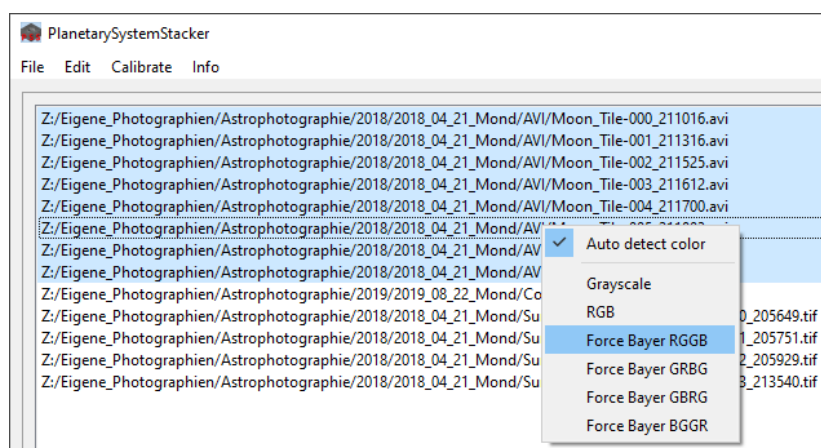 PlanetarySystemStacker
File Edit Calibrate Info
Z:/Eigene_Photographien/Astrophotographie/2018/2018_04_21_Mond/AVI/Moon_Tile-000_211016.avi
Z:/Eigene_Photographien/Astrophotographie/2018/2018_04_21_Mond/AVI/Moon_Tile-001_211316.avi
Z:/Eigene_Photographien/Astrophotographie/2018/2018_04_21_Mond/AVI/Moon_Tile-002_211525.avi
Z:/Eigene_Photographien/Astrophotographie/2018/2018_04_21_Mond/AVI/Moon_Tile-003_211612.avi
Z:/Eigene_Photographien/Astrophotographie/2018/2018_04_21_Mond/AVI/Moon_Tile-004_211700.avi
Z:/Eigene_Photographien/Astrophotographie/2018/2018_04_21_Mond/AV
Z:/Eigene_Photographien/Astrophotographie/2018/2018_04_21_Mond/AV
Z:/Eigene_Photographien/Astrophotographie/2018/2018_04_21_Mond/AV
Z:/Eigene_Photographien/Astrophotographie/2019/2019_08_22_Mond/Co
Z:/Eigene_Photographien/Astrophotographie/2018/2018_04_21_Mond/Su 0_205649.tif
Z:/Eigene_Photographien/Astrophotographie/2018/2018_04_21_Mond/Su 1_205751.tif
Z:/Eigene_Photographien/Astrophotographie/2018/2018_04_21_Mond/Su 2_205929.tif
Z:/Eigene_Photographien/Astrophotographie/2018/2018_04_21_Mond/Su 3_213540.tif
Auto detect color
Grayscale
RGB
Force Bayer RGGB
Force Bayer GRBG
Force Bayer GBRG
Force Bayer BGGR